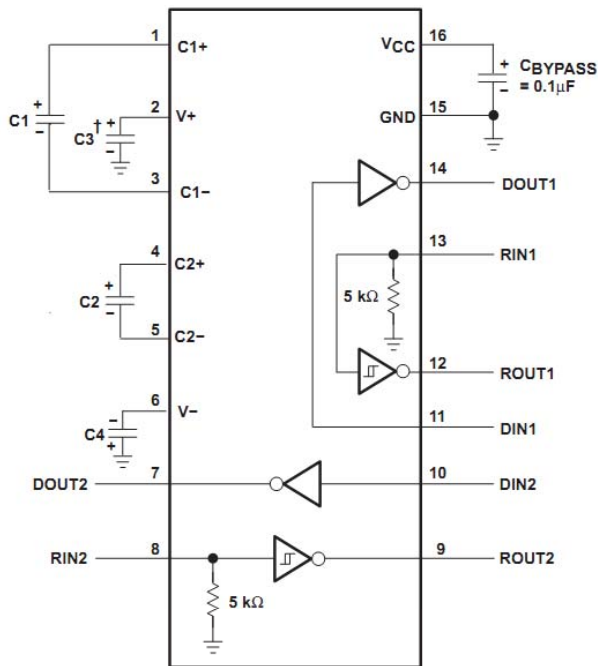 1
C1+
16
VCC
+
CBYPASS
− = 0.1µF
C1
+
−
2
V+
C3† +
−
GND
15
3
C1−
14
DOUT1
4
C2+
13
RIN1
C2
+
−
5 kΩ
5
C2−
12
ROUT1
6
V−
11
DIN1
−
C4
+
DOUT2
7
10
DIN2
RIN2
8
9
ROUT2
5 kΩ